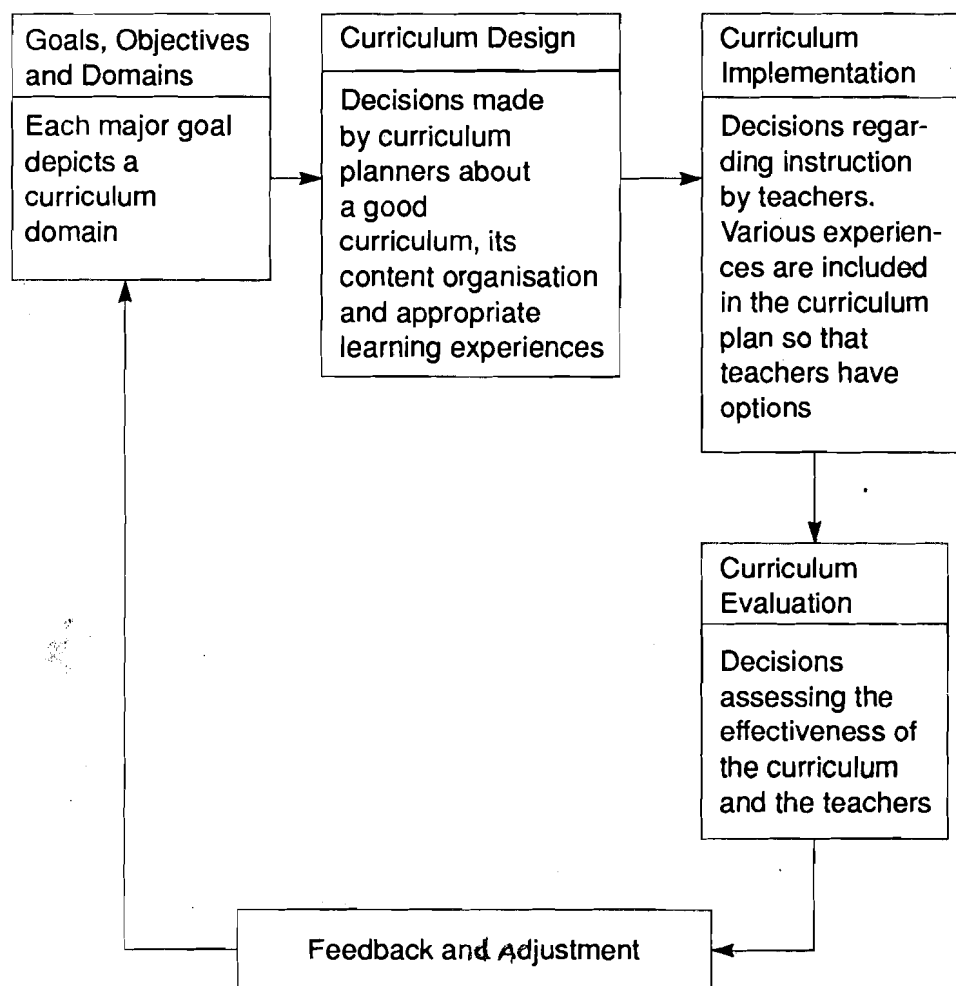 Goals, Objectives
and Domains
Each major goal
depicts a
curriculum
domain
Curriculum Design
Decisions made
by curriculum
planners about
a good
curriculum, its
content organisation
and appropriate
learning experiences
Curriculum
Implementation
Decisions regar-
ding instruction
by teachers.
Various experien-
ces are included
in the curriculum
plan so that
teachers have
options
Curriculum
Evaluation
Decisions
assessing the
effectiveness of
the curriculum
and the teachers
Feedback and Adjustment